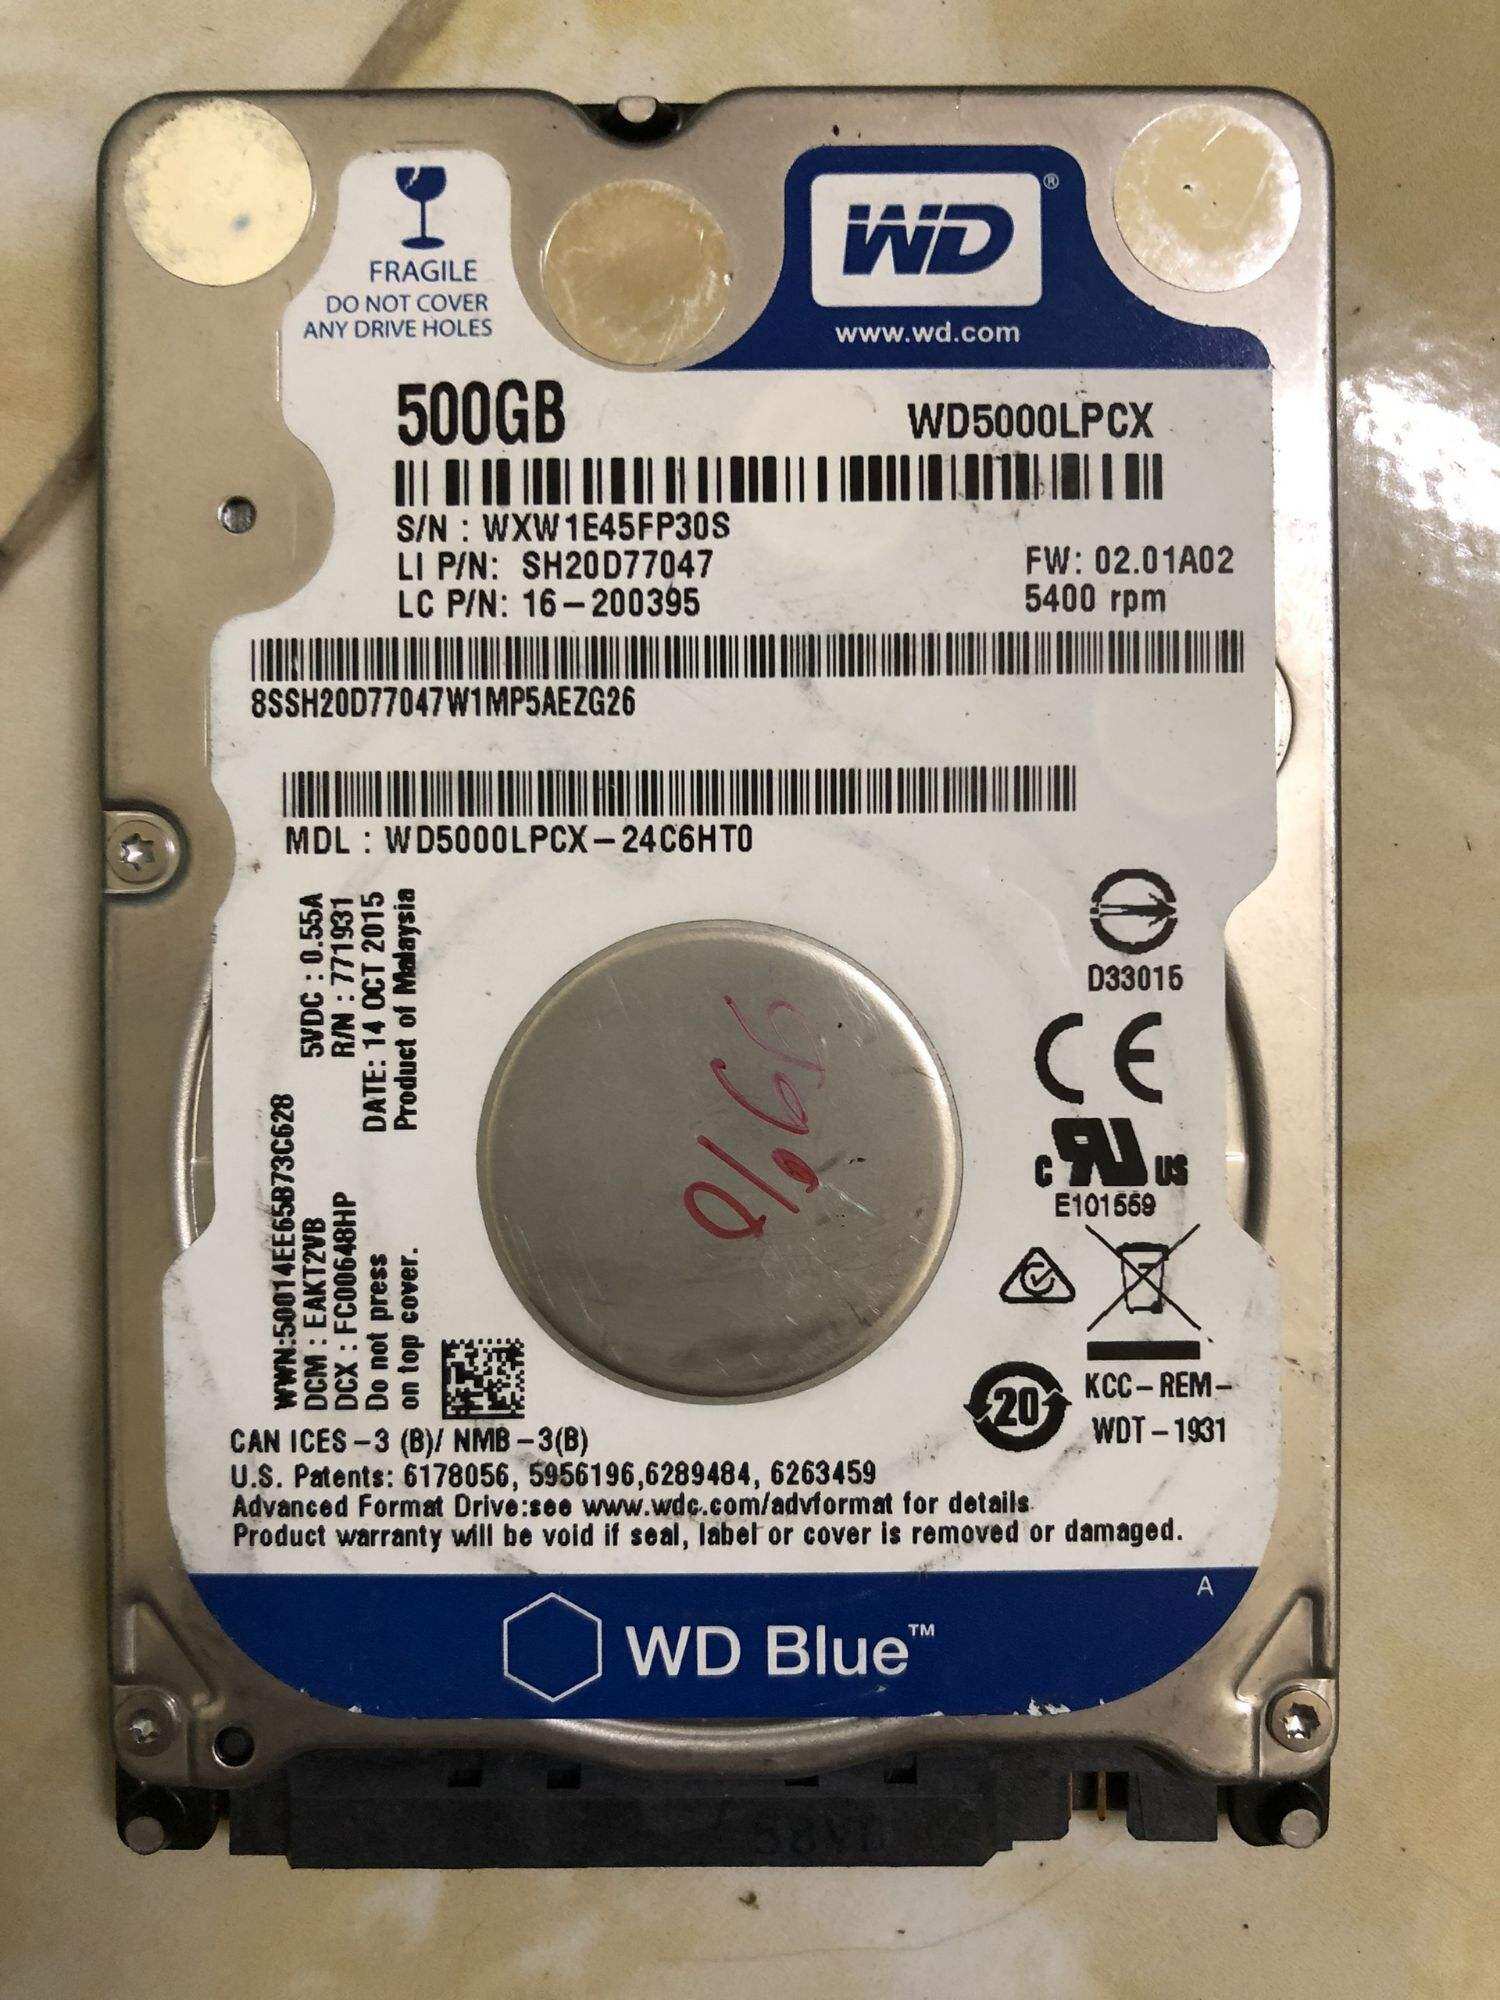 FRAGILE
DO NOT COVER
ANY DRIVE HOLES
WD®
www.wd.com
500GB
WD5000LPCX
S/N : WXW1E45FP30S
LI P/N: SH20D77047
FW: 02.01A02
LC P/N: 16-200395
5400 rpm
8SSH20D77047W1MP5AEZG26
MDL : WD5000LPCX-24C6HT0
5VDC : 0.55A
R/N : 771931
DATE: 14 OCT 2015
Product of Malaysia
WWN:50014EE65B73C628
DCM : EAKT2VB
DCX : FC00648HP
Do not press
on top cover.
D33015
CE
C US
E101559
20
KCC-REM-
WDT-1931
CAN ICES-3 (B)/ NMB-3(B)
U.S. Patents: 6178056, 5956196,6289484, 6263459
Advanced Format Drive:see www.wdc.com/advformat for details.
Product warranty will be void if seal, label or cover is removed or damaged.
A
WD Blue™